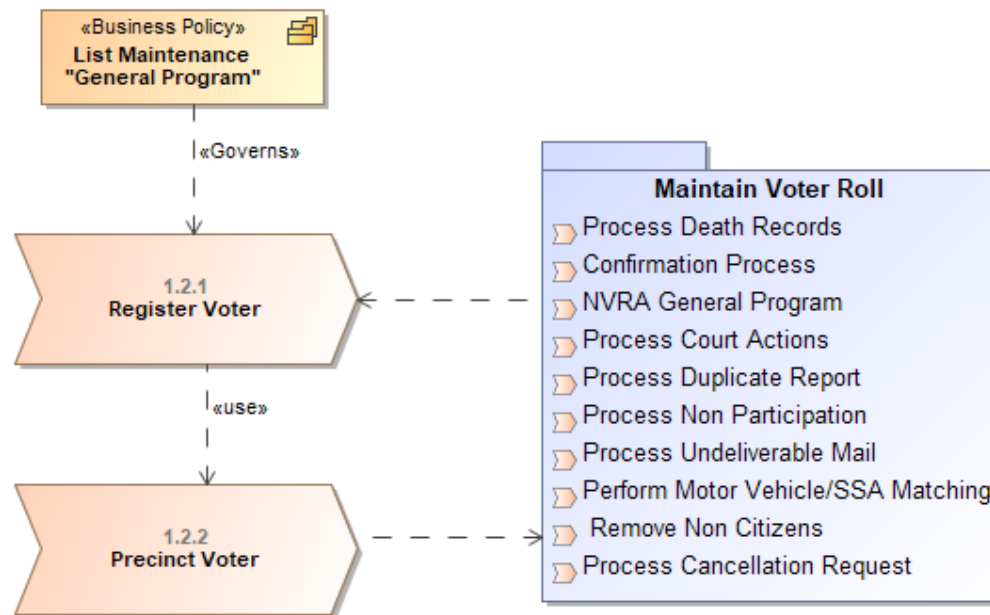 «Business Policy»
List Maintenance
"General Program"
«Governs»
1.2.1
Register Voter
«use»
1.2.2
Precinct Voter
Maintain Voter Roll
Process Death Records
Confirmation Process
NVRA General Program
Process Court Actions
Process Duplicate Report
Process Non Participation
Process Undeliverable Mail
Perform Motor Vehicle/SSA Matching
Remove Non Citizens
Process Cancellation Request